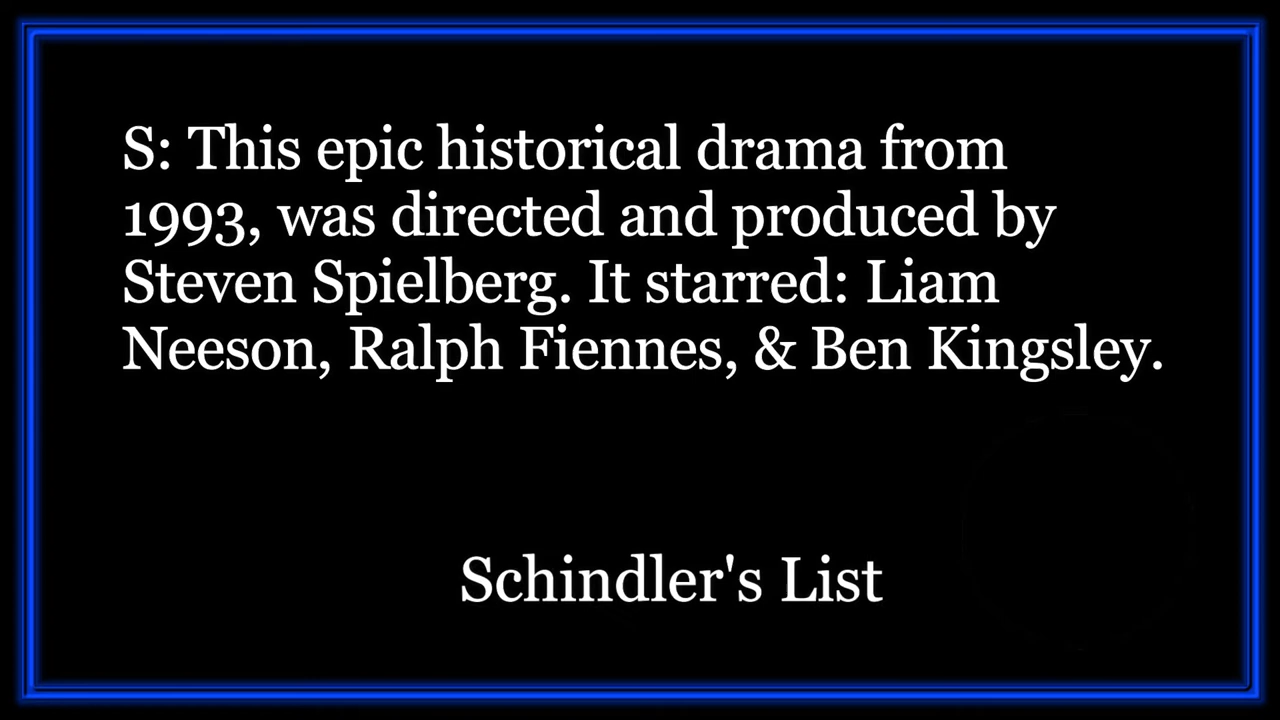 S: This epic historical drama from
1993, was directed and produced by
Steven Spielberg. It starred: Liam
Neeson, Ralph Fiennes, & Ben Kingsley.
Schindler's List